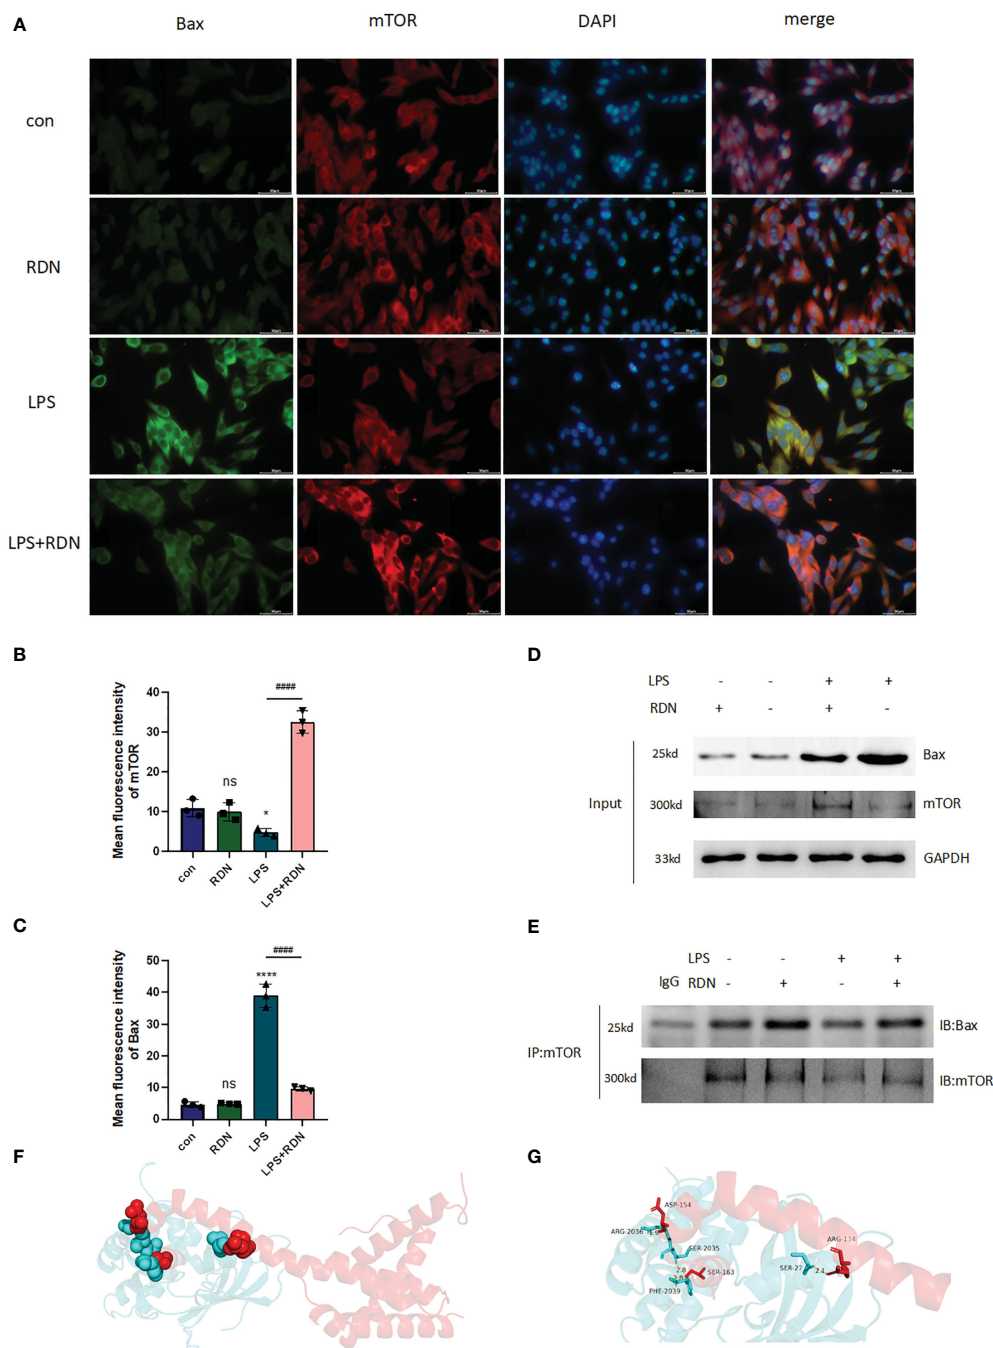 A
Bax mTOR DAPI merge
con
RDN
LPS
LPS+RDN
B
Mean fluorescence intensity
of mTOR
40
30
20
10
0
ns
*
####
con RDN LPS LPS+RDN
C
Mean fluorescence intensity
of Bax
50
40
30
20
10
0
ns
****
####
con RDN LPS LPS+RDN
D
LPS - - + +
RDN + - + -
Input
25kd Bax
300kd mTOR
33kd GAPDH
E
LPS - - + +
IgG RDN - + - +
IP:mTOR
25kd IB:Bax
300kd IB:mTOR
F
G
ASP-154
ARG-2036
SER-2035
2.8
SER-163
PHE-2039
ARG-134
SER-27
2.1